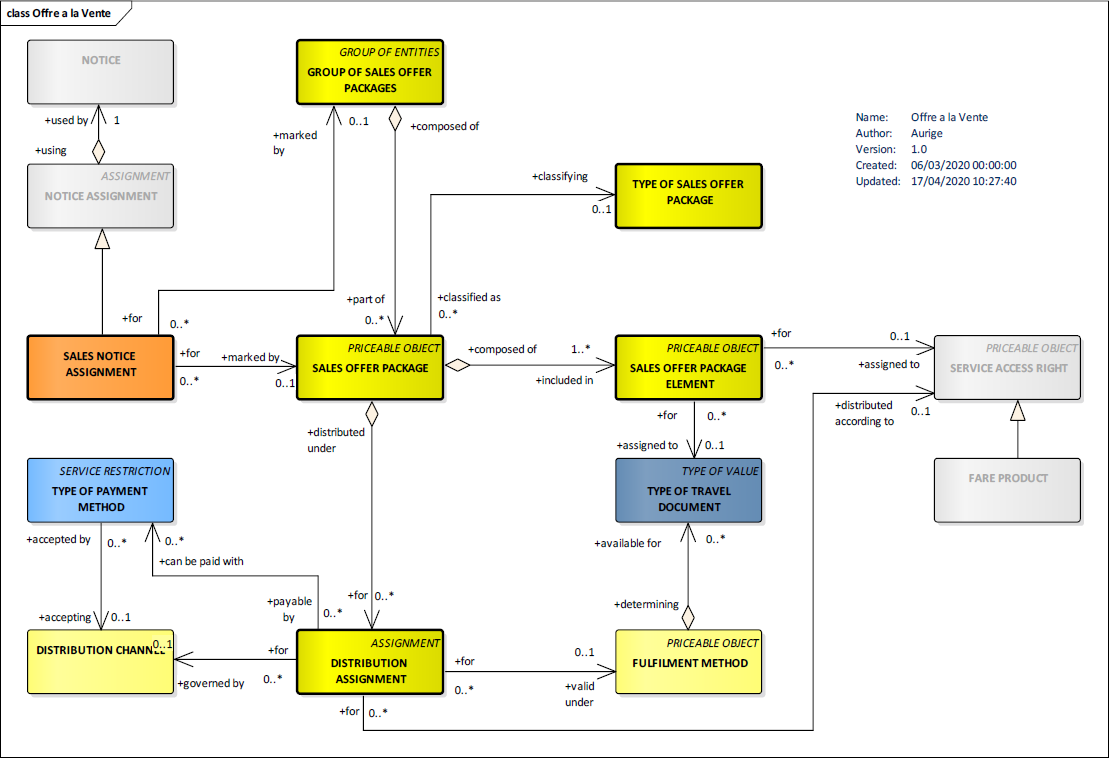 class Offre a la Vente
NOTICE
GROUP OF ENTITIES
GROUP OF SALES OFFER
PACKAGES
+used by
1
+using
+marked
by
0..1
+composed of
Name: Offre a la Vente
Author: Aurige
Version: 1.0
Created: 06/03/2020 00:00:00
Updated: 17/04/2020 10:27:40
ASSIGNMENT
NOTICE ASSIGNMENT
+classifying
0..1
TYPE OF SALES OFFER
PACKAGE
+for
0..*
+part of
0..*
+classified as
0..*
SALES NOTICE
ASSIGNMENT
+for
0..*
+marked by
0..1
PRICEABLE OBJECT
SALES OFFER PACKAGE
+composed of
1..*
+included in
PRICEABLE OBJECT
SALES OFFER PACKAGE
ELEMENT
+for
0..*
0..1
+assigned to
PRICEABLE OBJECT
SERVICE ACCESS RIGHT
+distributed
under
+for
0..*
+assigned to
0..1
+distributed
according to
0..1
SERVICE RESTRICTION
TYPE OF PAYMENT
METHOD
TYPE OF VALUE
TYPE OF TRAVEL
DOCUMENT
FARE PRODUCT
+accepted by
0..*
0..*
+can be paid with
+available for
0..*
+accepting
0..1
+payable
by
0..*
+for
0..*
+determining
DISTRIBUTION CHANNEL
0..1
+for
0..*
+governed by
ASSIGNMENT
DISTRIBUTION
ASSIGNMENT
+for
0..*
0..1
+valid
under
PRICEABLE OBJECT
FULFILMENT METHOD
+for
0..*